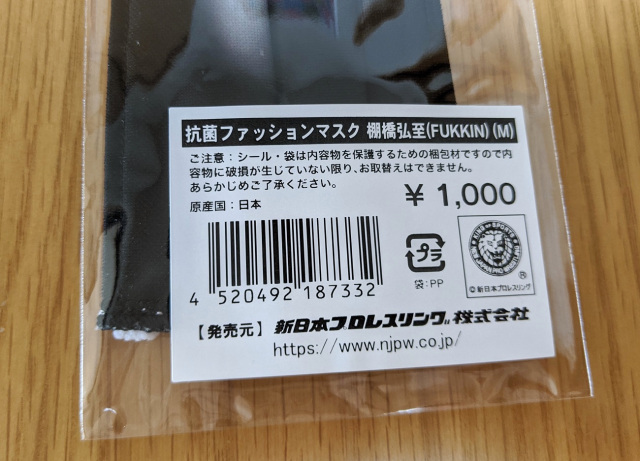 抗菌ファッションマスク 棚橋弘至(FUKKIN) (M)
ご注意：シール・袋は内容物を保護するための梱包材ですので内
容物に破損が生じていない限り、お取替えはできません。
あらかじめご了承ください。
¥ 1,000
原産国：日本
4 520492 187332
プラ
袋：PP
®
©新日本プロレスリング
【発売元】 新日本プロレスリング株式会社
https://www.njpw.co.jp/